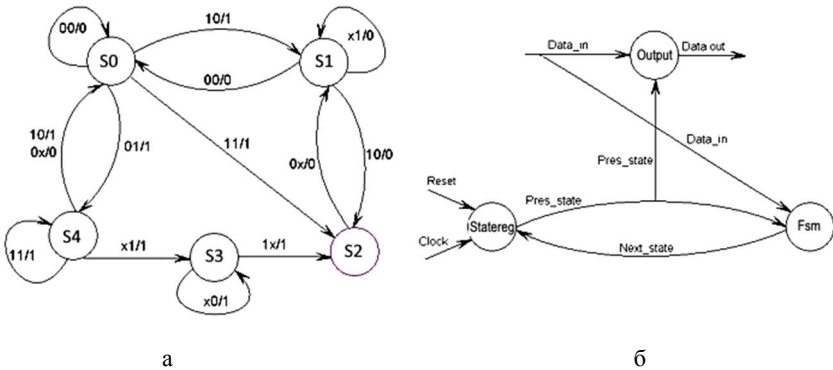 00/0
S0
10/1
S1
x1/0
00/0
10/1
0x/0
01/1
11/1
0x/0
10/0
S4
11/1
x1/1
S3
x0/1
1x/1
S2
а
Data_in
Output
Data out
Data_in
Pres_state
Reset
Pres_state
Clock
Statereg
Next_state
Fsm
б